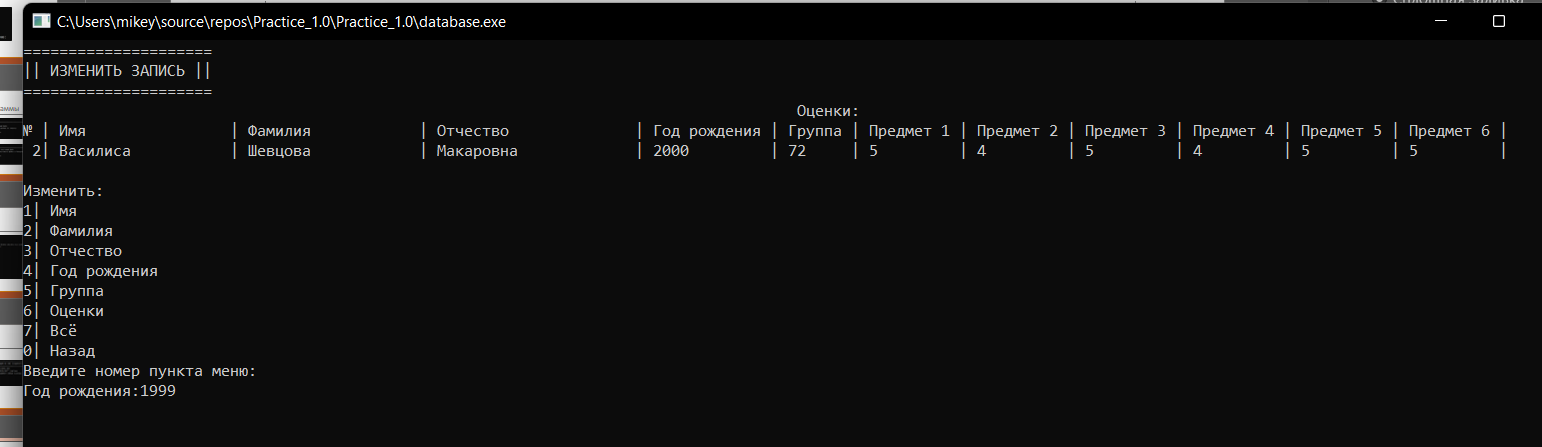 C:\Users\mikey\source\repos\Practice_1.0\Practice_1.0\database.exe
=====================
|| ИЗМЕНИТЬ ЗАПИСЬ ||
=====================
Оценки:
№ | Имя | Фамилия | Отчество | Год рождения | Группа | Предмет 1 | Предмет 2 | Предмет 3 | Предмет 4 | Предмет 5 | Предмет 6 |
2| Василиса | Шевцова | Макаровна | 2000 | 72 | 5 | 4 | 5 | 4 | 5 | 5 |
Изменить:
1| Имя
2| Фамилия
3| Отчество
4| Год рождения
5| Группа
6| Оценки
7| Всё
0| Назад
Введите номер пункта меню:
Год рождения:1999